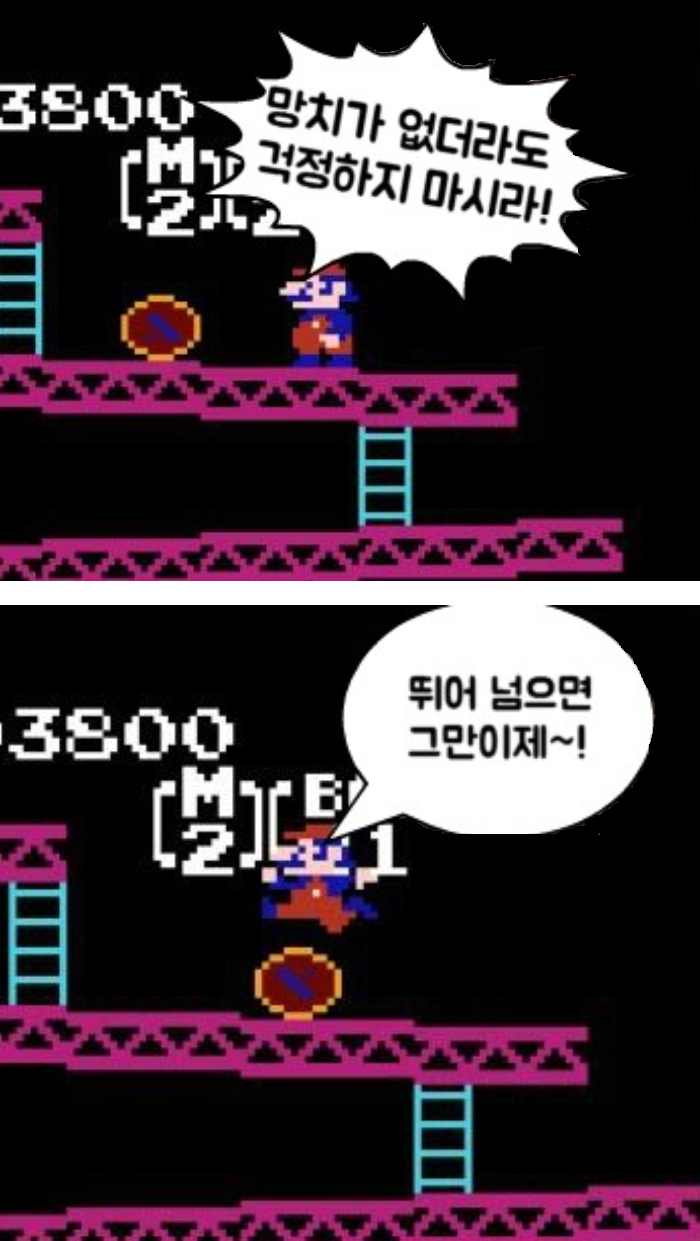 3800
[M]
[2]
망치가 없더라도
걱정하지 마시라!
3800
[M][B
[2] 1
뛰어 넘으면
그만이제~!